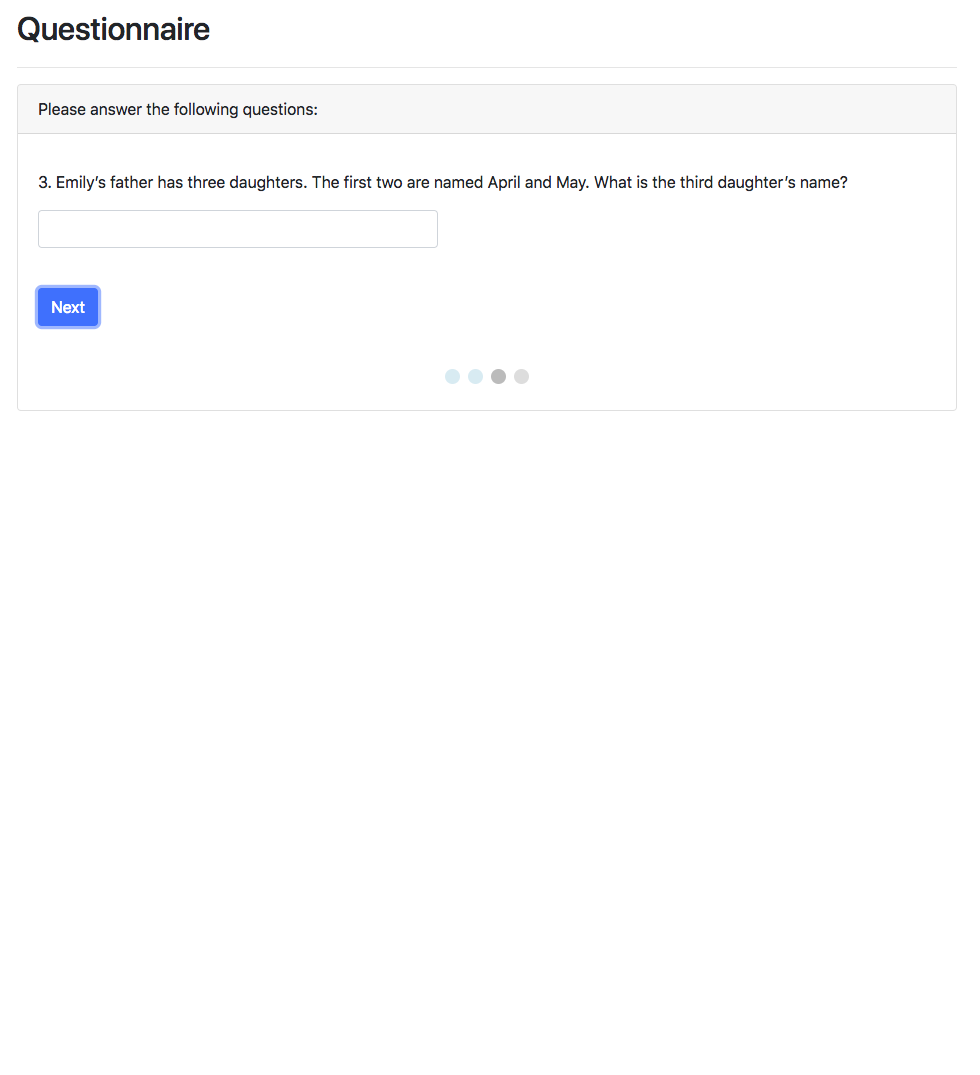 Questionnaire
Please answer the following questions:
3. Emily’s father has three daughters. The first two are named April and May. What is the third daughter’s name?
Next